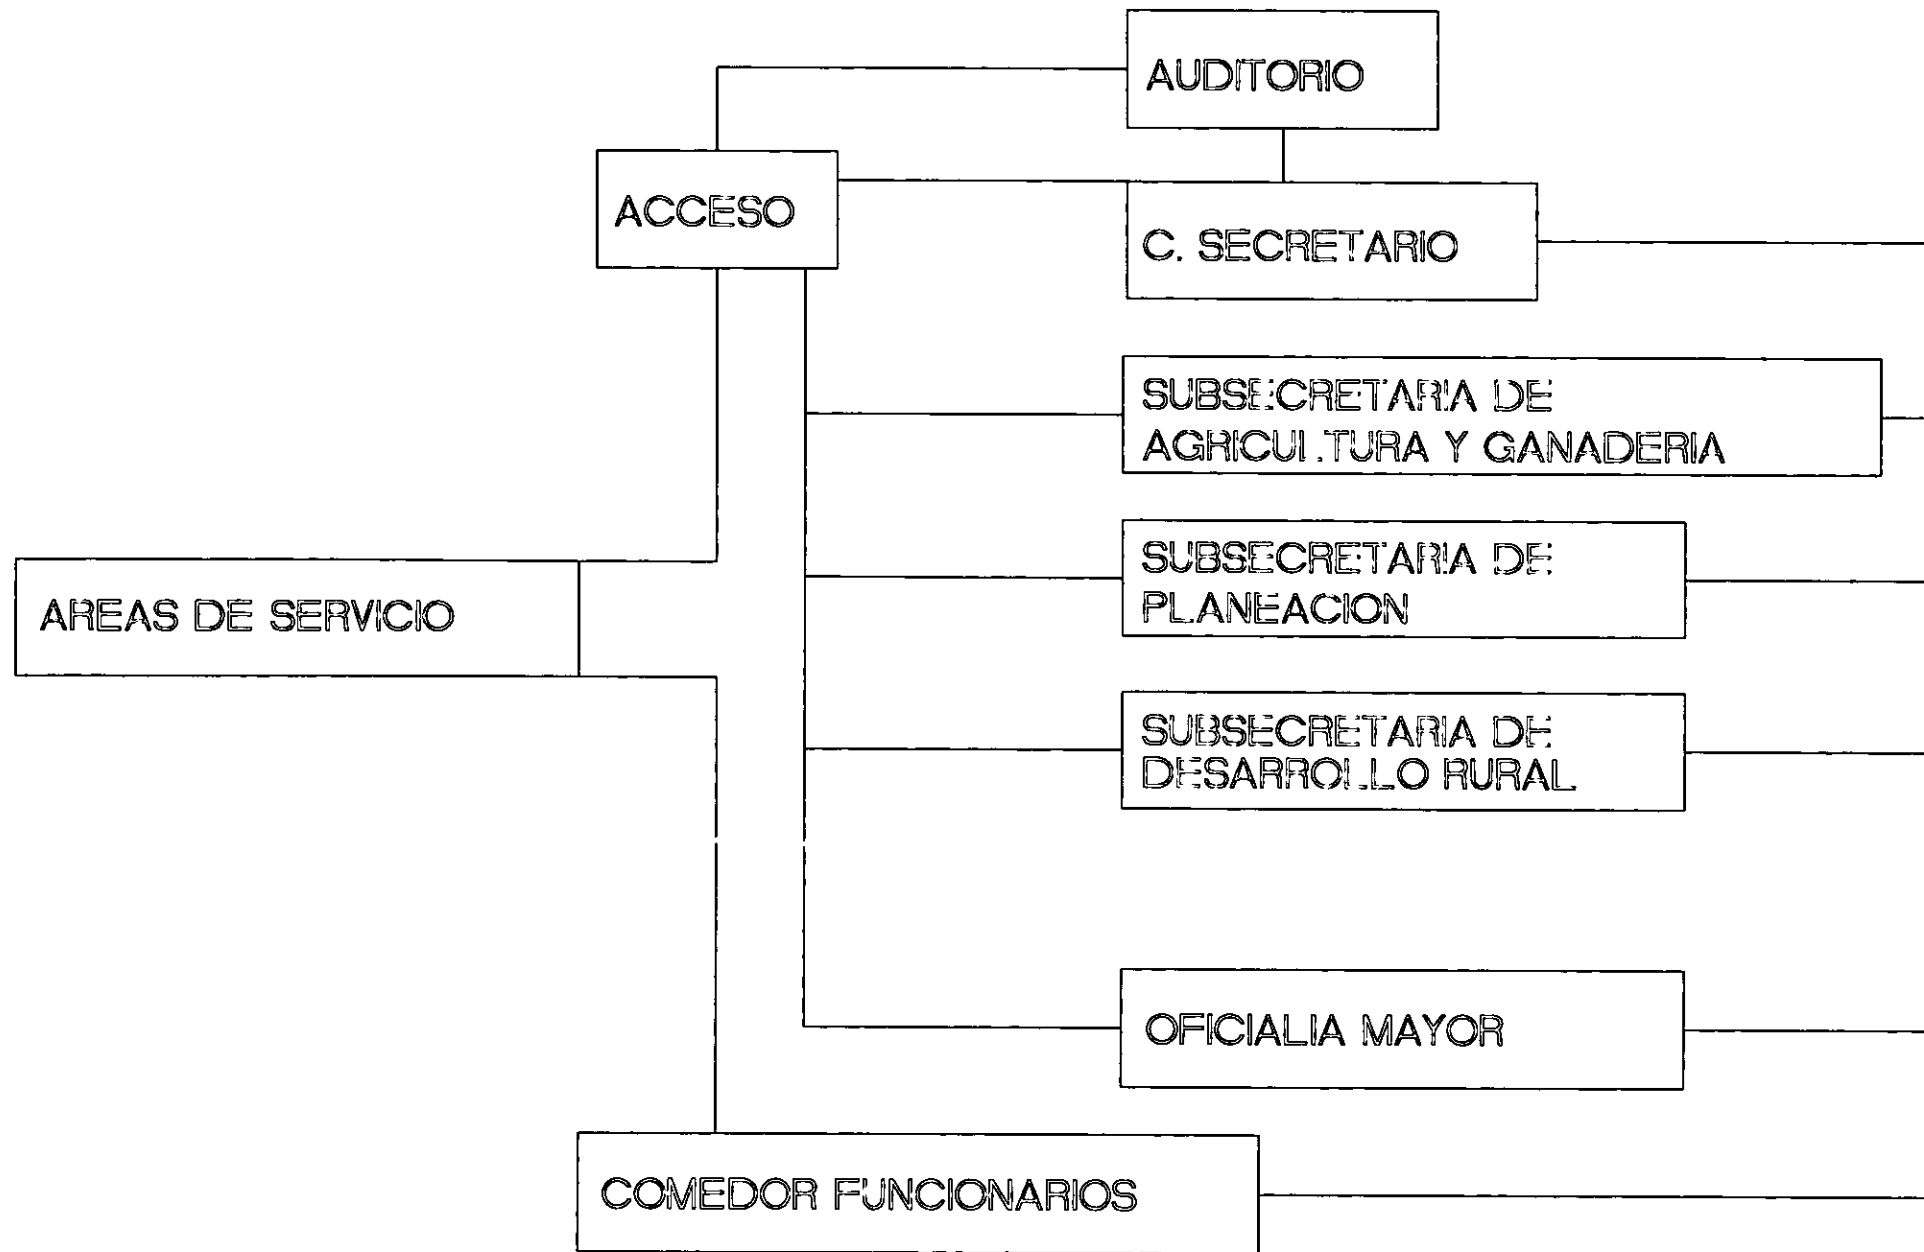 AUDITORIO
ACCESO
C. SECRETARIO
SUBSECRETARIA DE
AGRICULTURA Y GANADERIA
SUBSECRETARIA DE
PLANEACION
AREAS DE SERVICIO
SUBSECRETARIA DE
DESARROLLO RURAL
OFICIALIA MAYOR
COMEDOR FUNCIONARIOS